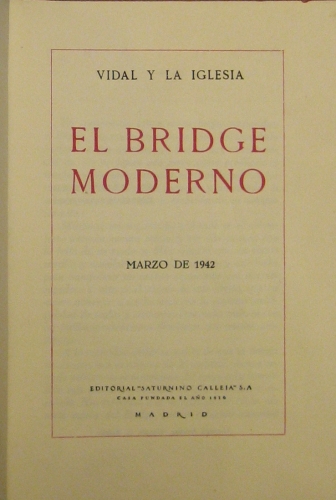 VIDAL Y LA IGLESIA
EL BRIDGE
MODERNO
MARZO DE 1942
EDITORIAL "SATURNINO CALLEJA" S.A
CASA FUNDADA EL AÑO 1876
MADRID